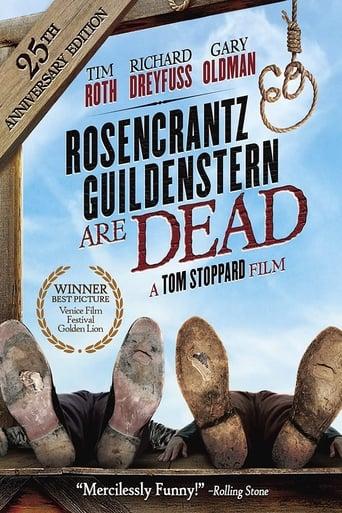 25TH
ANNIVERSARY EDITION
TIM RICHARD GARY
ROTH DREYFUSS OLDMAN
ROSENCRANTZ
GUILDENSTERN
ARE DEAD
A TOM STOPPARD FILM
WINNER
BEST PICTURE
Venice Film
Festival
Golden Lion
“Mercilessly Funny!” –Rolling Stone